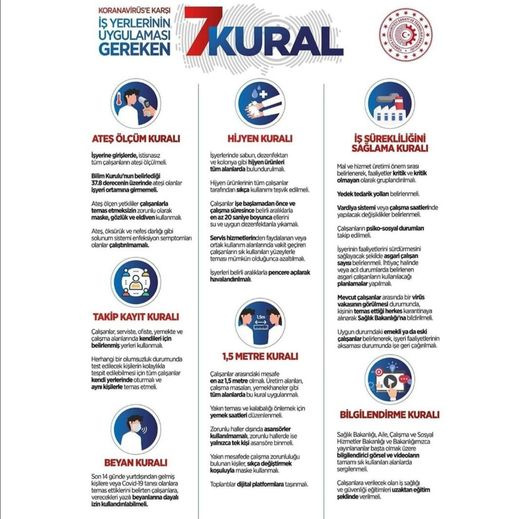 KORANAVİRÜS'E KARŞI
İŞ YERLERİNİN
UYGULAMASI
GEREKEN
7 KURAL
ATEŞ ÖLÇÜM KURALI
İşyerine girişlerde, istisnasız
tüm çalışanların ateşi ölçülmeli.
Bilim Kurulu'nun belirlediği
37.8 derecenin üzerinde ateşi olanlar
işyeri ortamına girmemeli.
Ateş ölçen yetkililer çalışanlarla
temas etmeksizin zorunlu olarak
maske, gözlük ve eldiven kullanmalı.
Ateş, öksürük ve nefes darlığı gibi
solunum sistemi enfeksiyon semptomları
olanlar çalıştırılmamalı.
TAKİP KAYIT KURALI
Çalışanlar, serviste, ofiste, yemekte ve
çalışma alanlarında kendileri için
belirlenmiş yerleri kullanmalı.
Herhangi bir olumsuzluk durumunda
test edilecek kişilerin kolaylıkla
tespit edilebilmesi için tüm çalışanlar
kendi yerlerinde oturmalı ve
aynı kişilerle temas etmeli.
BEYAN KURALI
Son 14 günde yurtdışından gelmiş
kişilere veya Covid-19 tanısı olanlara
temas ettiklerini belirten çalışanlara,
verecekleri yazılı beyanlarına dayalı
izin kullandırılabilmeli.
HİJYEN KURALI
İşyerlerinde sabun, dezenfektan
ve kolonya gibi hijyen ürünleri
tüm alanlarda bulundurulmalı.
Hijyen ürünlerinin tüm çalışanlar
tarafından sıkça kullanımı teşvik edilmeli.
Çalışanlar işe başlamadan önce ve
çalışma süresince belirli aralıklarla
en az 20 saniye boyunca ellerini
su ve uygun dezenfektanla yıkamalı.
Servis hizmetlerinden faydalanan veya
ortak kullanım alanlarında vakit geçiren
çalışanların sık kullanılan yüzeylerle
teması mümkün olduğunca azaltılmalı.
İşyerleri belirli aralıklarla pencere açılarak
havalandırılmalı.
1,5m
1,5 METRE KURALI
Çalışanlar arasındaki mesafe
en az 1,5 metre olmalı. Üretim alanları,
çalışma masaları, yemekhaneler gibi
tüm alanlarda bu kural uygulanmalı.
Yakın temas ve kalabalığı önlemek için
yemek saatleri düzenlenmeli.
Zorunlu haller dışında asansörler
kullanılmamalı, zorunlu hallerde ise
yalnızca tek kişi asansöre binmeli.
Yakın mesafede çalışma zorunluluğu
bulunan kişiler, sıkça değiştirmek
koşuluyla maske kullanmalı.
Toplantılar dijital platformlara taşınmalı.
İŞ SÜREKLİLİĞİNİ
SAĞLAMA KURALI
Mal ve hizmet üretimi önem sırası
belirlenerek, faaliyetler kritik ve kritik
olmayan olarak gruplandırılmalı.
Yedek tedarik yolları belirlenmeli.
Vardiya sistemi veya çalışma saatlerinde
yapılacak değişiklikler belirlenmeli.
Çalışanların psiko-sosyal durumları
takip edilmeli.
İşyerinin faaliyetlerini sürdürmesini
sağlayacak şekilde asgari çalışan
sayısı belirlenmeli. İhtiyaç halinde
veya acil durumlarda belirlenen
asgari çalışanların kullanılacağı
planlamalar yapılmalı.
Mevcut çalışanlar arasında bir virüs
vakasının görülmesi durumunda,
kişinin temas ettiği herkes karantinaya
alınarak Sağlık Bakanlığı'na bildirilmeli.
Uygun durumdaki emekli ya da eski
çalışanlar belirlenerek, işyeri faaliyetlerinin
aksaması durumunda işe geri çağrılmalı.
BİLGİLENDİRME KURALI
Sağlık Bakanlığı, Aile, Çalışma ve Sosyal
Hizmetler Bakanlığı ve Bakanlığımızca
yayınlananlar başta olmak üzere
bilgilendirici görsel ve videoların
tamamı sık kullanılan alanlarda
sergilenmeli.
Çalışanlara verilecek olan iş sağlığı
ve güvenliği eğitimleri uzaktan eğitim
şeklinde verilmeli.